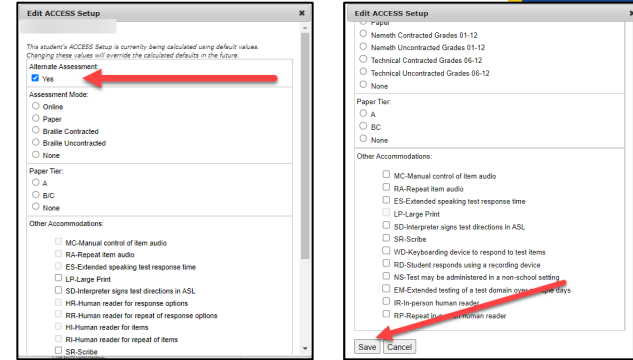 Edit ACCESS Setup
This student's ACCESS Setup is currently being calculated using default values.
Changing these values will override the calculated defaults in the future.
Alternate Assessment:
Yes
Assessment Mode:
Online
Paper
Braille Contracted
Braille Uncontracted
None
Paper Tier:
A
B/C
None
Other Accommodations:
MC-Manual control of item audio
RA-Repeat item audio
ES-Extended speaking test response time
LP-Large Print
SD-Interpreter signs test directions in ASL
HR-Human reader for response options
RR-Human reader for repeat of response options
HI-Human reader for items
RI-Human reader for repeat of items
SR-Scribe
Edit ACCESS Setup
Paper
Nemeth Contracted Grades 01-12
Nemeth Uncontracted Grades 01-12
Technical Contracted Grades 06-12
Technical Uncontracted Grades 06-12
None
Paper Tier:
A
BC
None
Other Accommodations:
MC-Manual control of item audio
RA-Repeat item audio
ES-Extended speaking test response time
LP-Large Print
SD-Interpreter signs test directions in ASL
SR-Scribe
WD-Keyboarding device to respond to test items
RD-Student responds using a recording device
NS-Test may be administered in a non-school setting
EM-Extended testing of a test domain over days
IR-In-person human reader
RP-Repeat human reader
Save Cancel